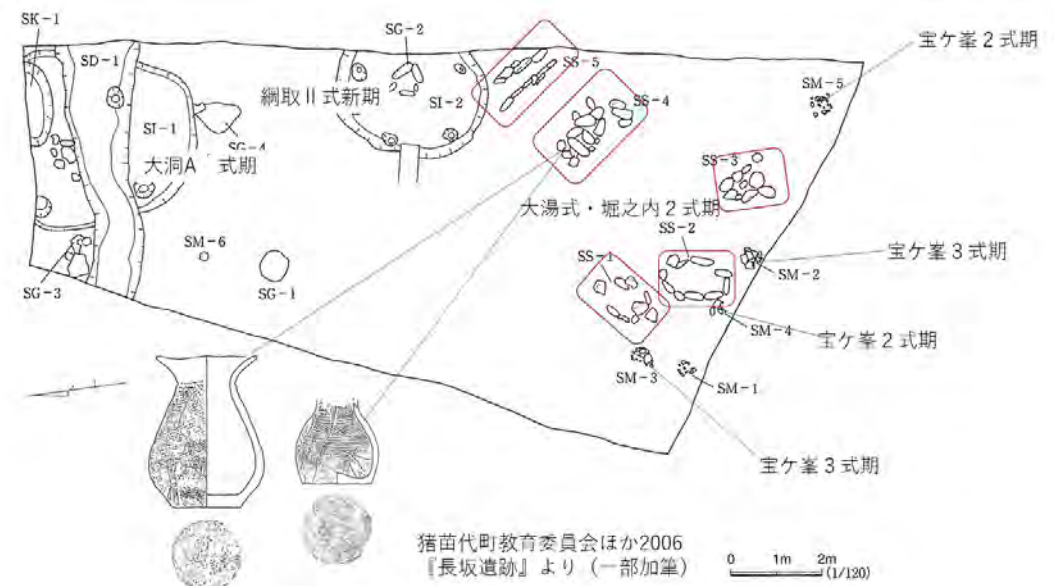 SK-1
SD-1
SG-2
SS-5
宝ケ峯２式期
SM-5
綱取Ⅱ式新期
SI-2
SS-4
SI-1
SG-4
大洞A　式期
SS-3
大湯式・堀之内２式期
SM-6
SS-2
宝ケ峯３式期
SS-1
SM-2
SG-3
SG-1
SM-4
宝ケ峯２式期
SM-3
SM-1
宝ケ峯３式期
猪苗代町教育委員会ほか2006
『長坂遺跡』より（一部加筆）
0 1m 2m
(1/120)